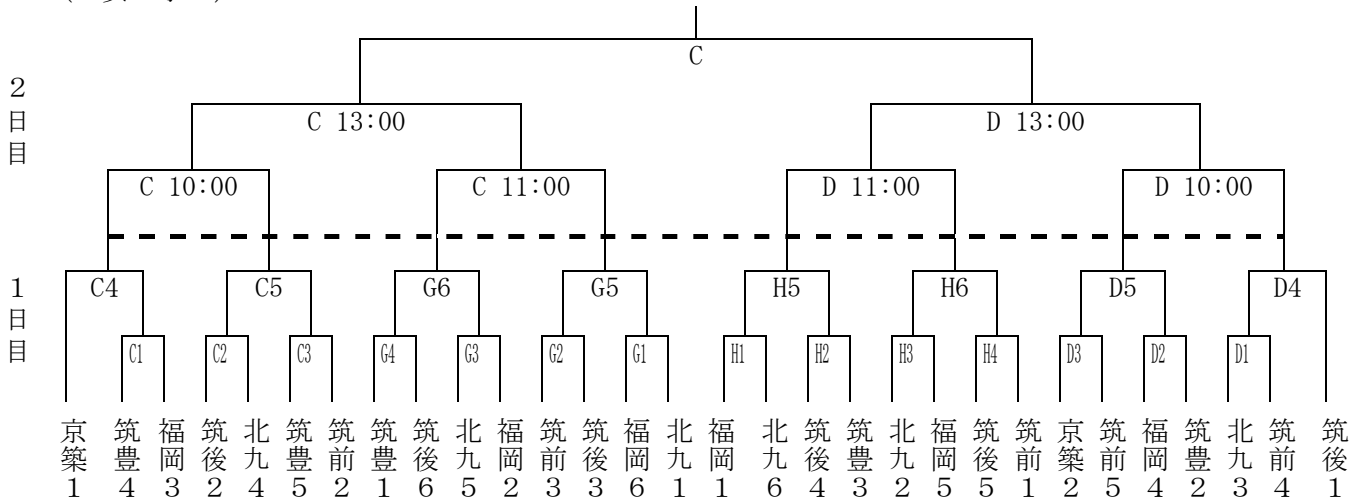 C
2日目
C 13:00 D 13:00
C 10:00 C 11:00 D 11:00 D 10:00
1日目
C4 C5 G6 G5 H5 H6 D5 D4
C1 C2 C3 G4 G3 G2 G1 H1 H2 H3 H4 D3 D2 D1
京築1
筑豊4
福岡3
筑後2
北九4
筑豊5
筑前2
筑豊1
筑後6
北九5
福岡2
筑前3
筑後3
福岡6
北九1
福岡1
北九6
筑後4
筑豊3
北九2
福岡5
筑後5
筑前1
京築2
筑前5
福岡4
筑豊2
北九3
筑前4
筑後1